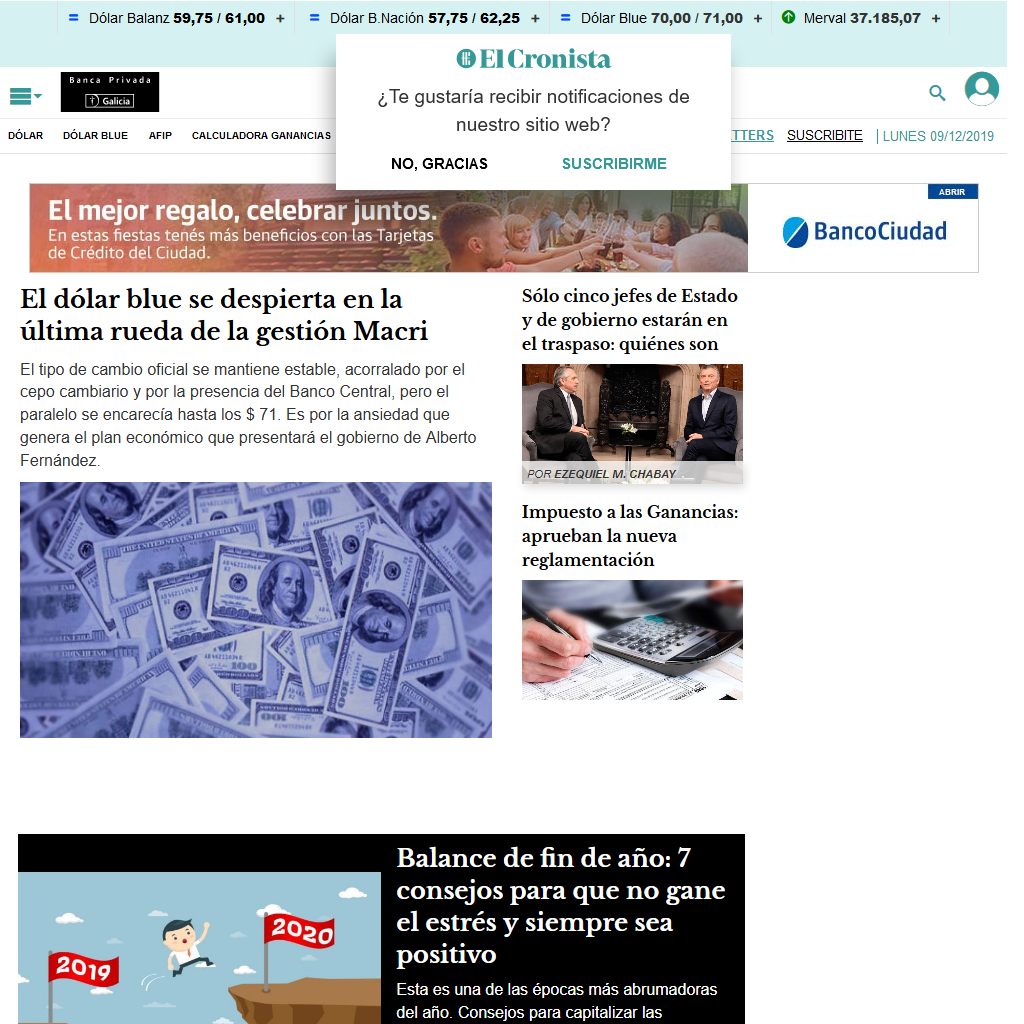 Dólar Balanz 59,75 / 61,00 +
Dólar B.Nación 57,75 / 62,25 +
Dólar Blue 70,00 / 71,00 +
Merval 37.185,07 +
El Cronista
¿Te gustaría recibir notificaciones de
nuestro sitio web?
NO, GRACIAS
SUSCRIBIRME
Banca Privada
Galicia
DÓLAR
DÓLAR BLUE
AFIP
CALCULADORA GANANCIAS
SUSCRIBITE
LUNES 09/12/2019
El mejor regalo, celebrar juntos.
En estas fiestas tenés más beneficios con las Tarjetas
de Crédito del Ciudad.
ABRIR
BancoCiudad
El dólar blue se despierta en la
última rueda de la gestión Macri
El tipo de cambio oficial se mantiene estable, acorralado por el
cepo cambiario y por la presencia del Banco Central, pero el
paralelo se encarecía hasta los $ 71. Es por la ansiedad que
genera el plan económico que presentará el gobierno de Alberto
Fernández.
Sólo cinco jefes de Estado
y de gobierno estarán en
el traspaso: quiénes son
POR EZEQUIEL M. CHABAY
Impuesto a las Ganancias:
aprueban la nueva
reglamentación
Balance de fin de año: 7
consejos para que no gane
el estrés y siempre sea
positivo
Esta es una de las épocas más abrumadoras
del año. Consejos para capitalizar las
2019
2020